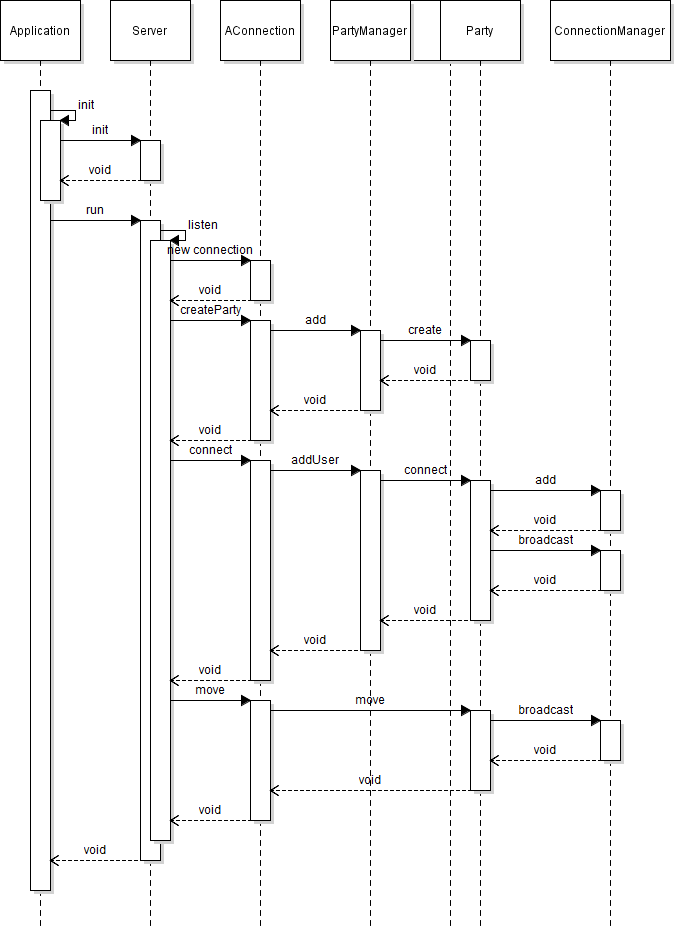 Application
Server
AConnection
PartyManager
Party
ConnectionManager
init
init
void
run
listen
new connection
void
createParty
add
create
void
void
void
connect
addUser
connect
add
void
broadcast
void
void
void
void
move
move
broadcast
void
void
void
void